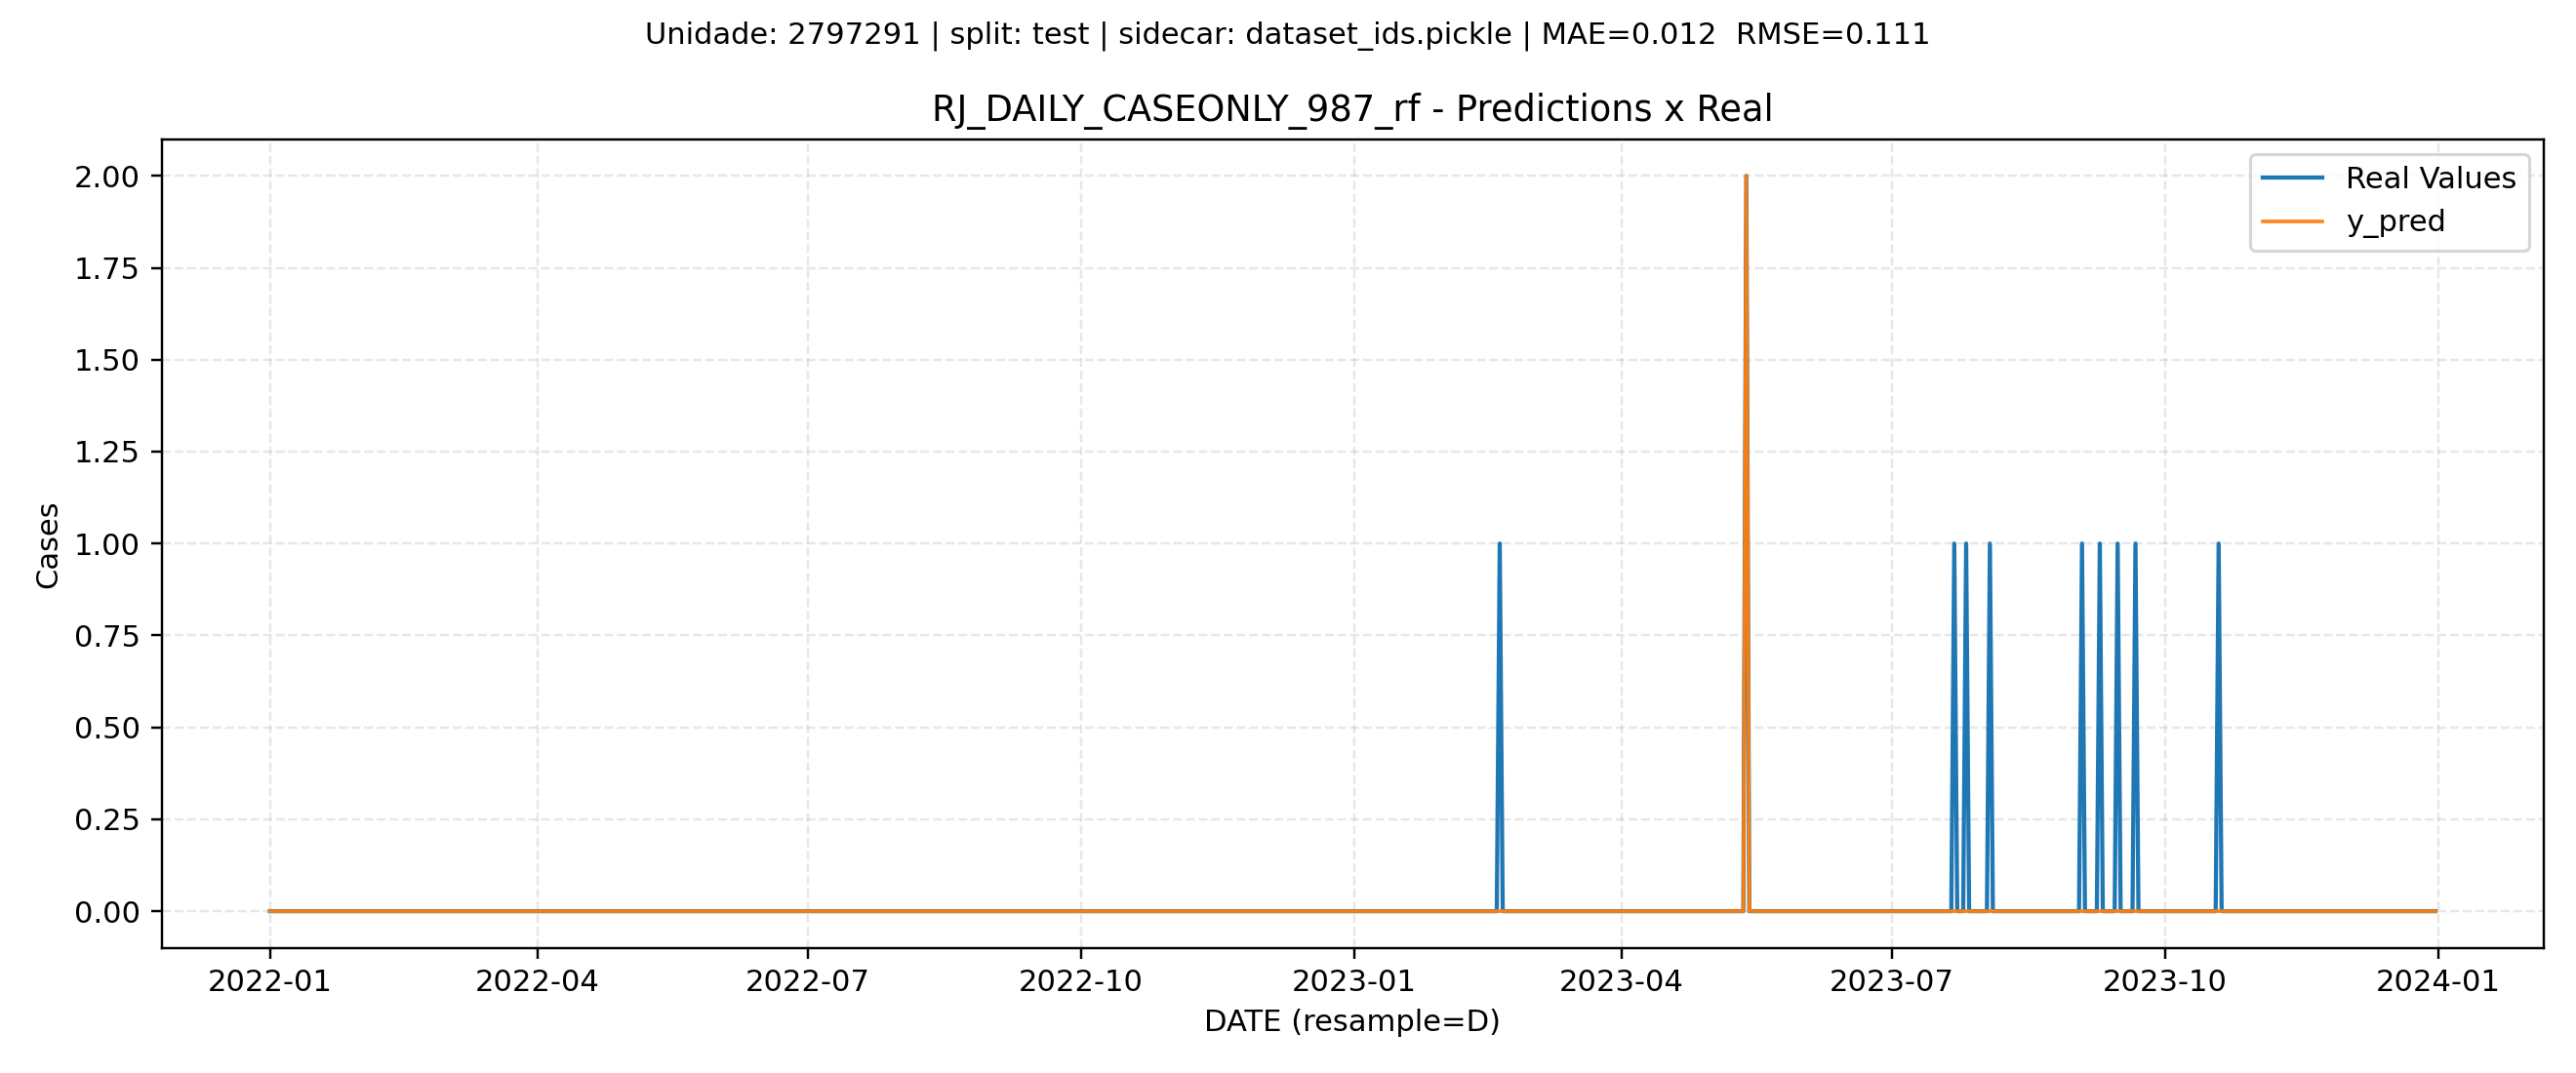 Unidade: 2797291 | split: test | sidecar: dataset_ids.pickle | MAE=0.012  RMSE=0.111
RJ_DAILY_CASEONLY_987_rf - Predictions x Real
Real Values
y_pred
2.00
1.75
1.50
1.25
1.00
0.75
0.50
0.25
0.00
Cases
2022-01 2022-04 2022-07 2022-10 2023-01 2023-04 2023-07 2023-10 2024-01
DATE (resample=D)